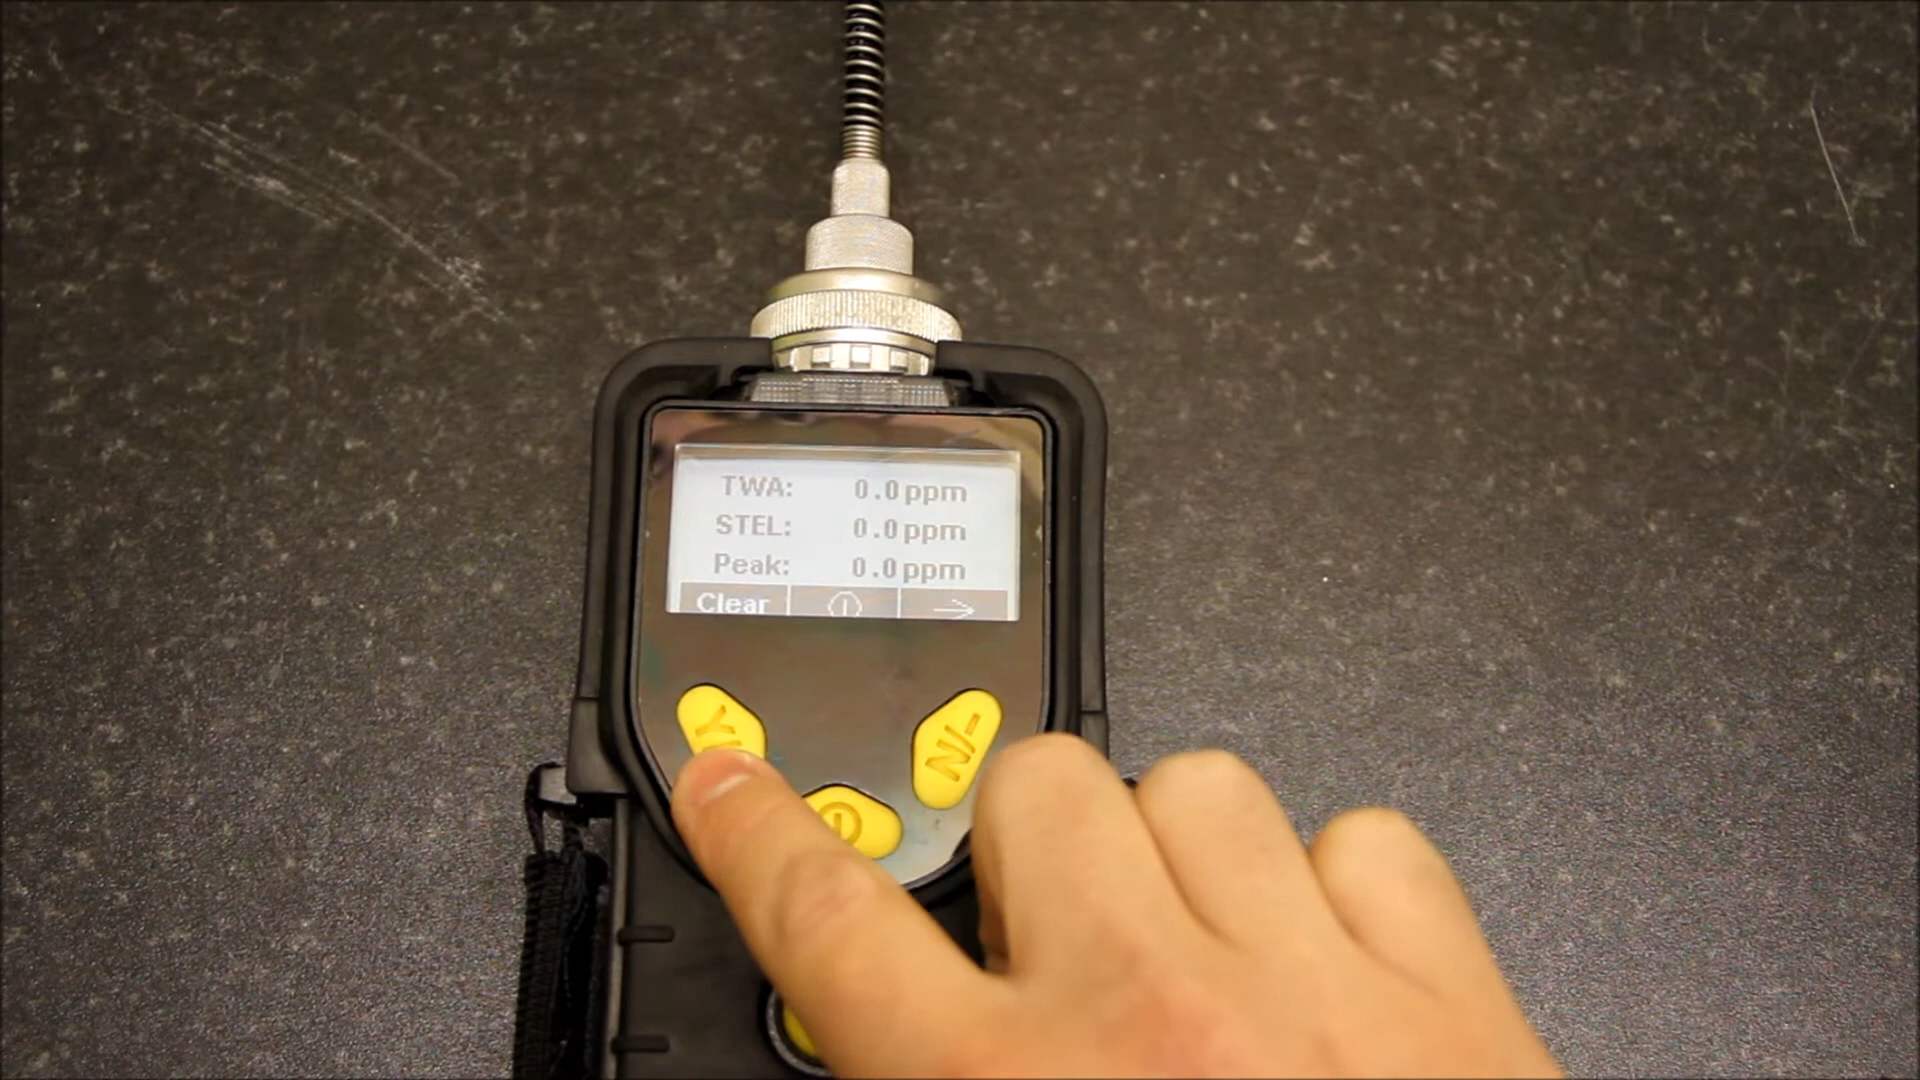 TWA: 0.0 ppm
STEL: 0.0 ppm
Peak: 0.0 ppm
Clear
N/-